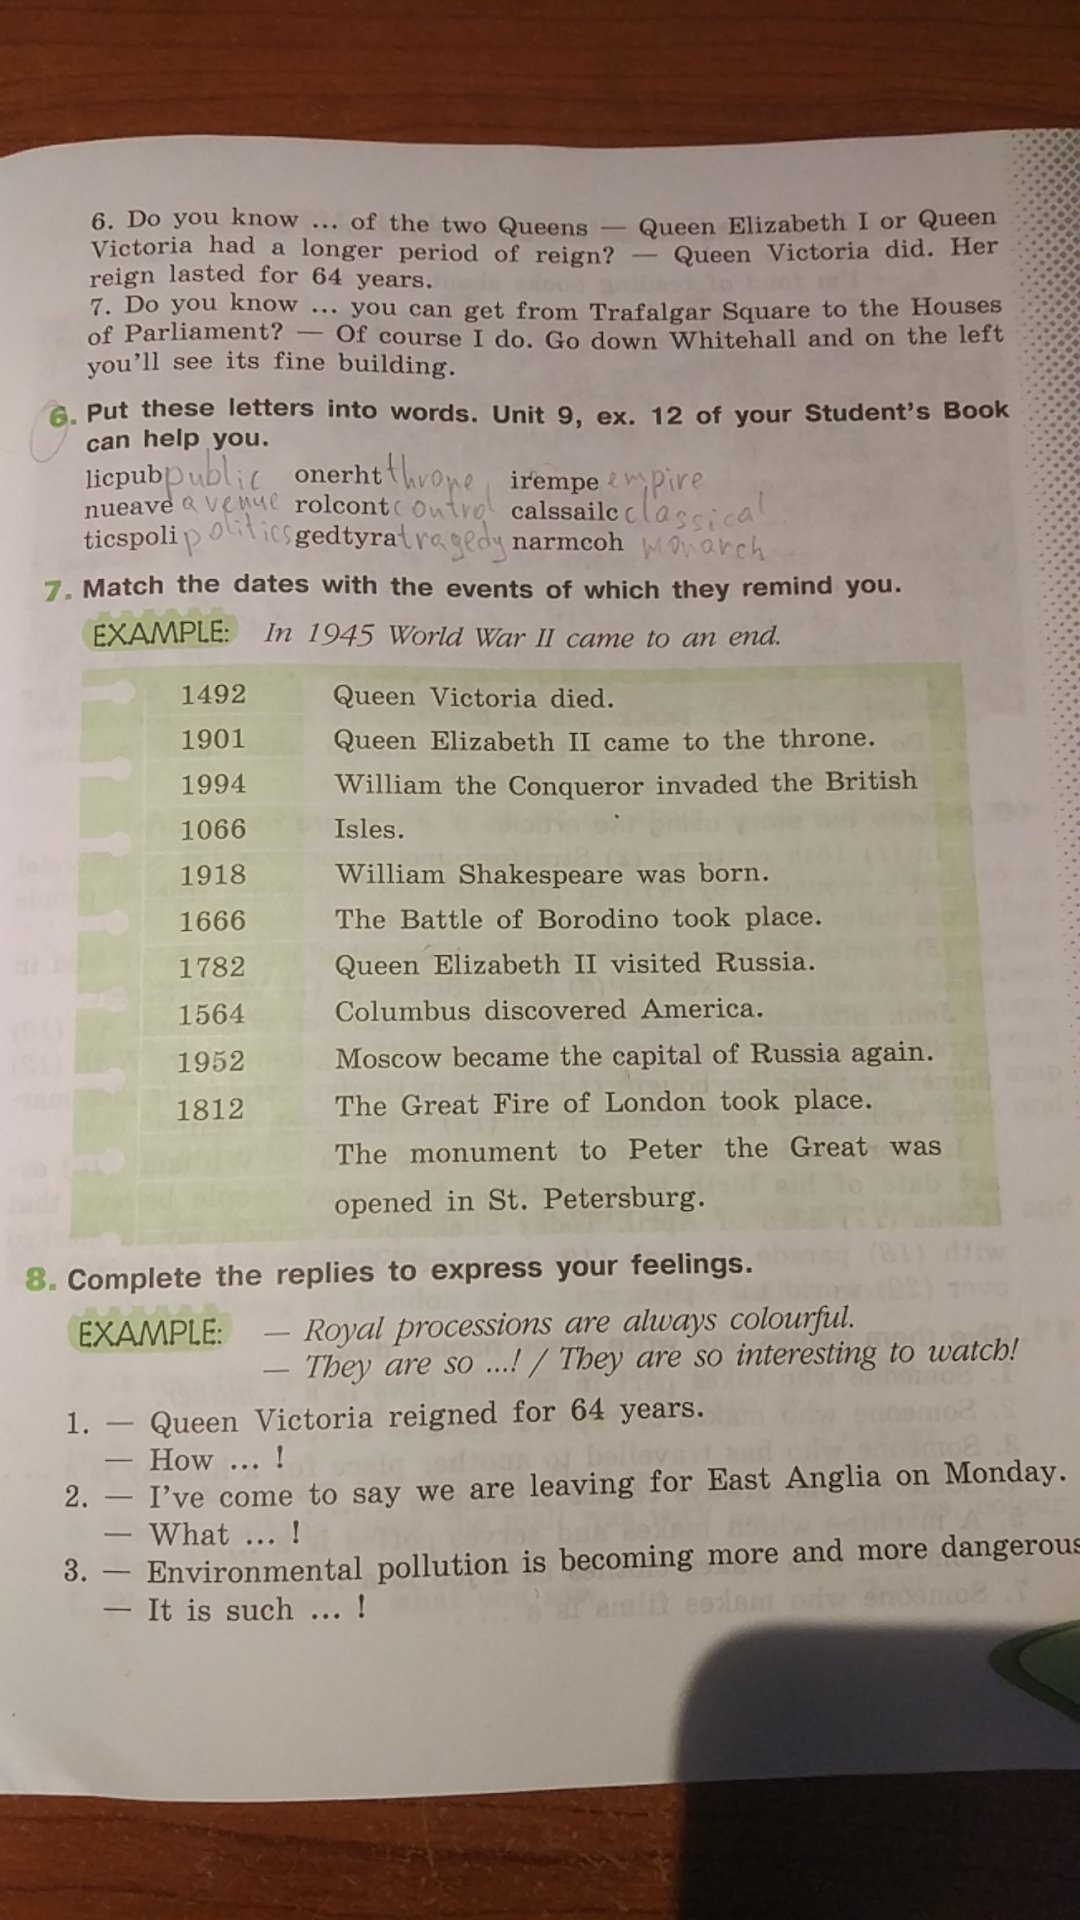 6. Do you know ... of the two Queens — Queen Elizabeth I or Queen
Victoria had a longer period of reign? — Queen Victoria did. Her
reign lasted for 64 years.
7. Do you know ... you can get from Trafalgar Square to the Houses
of Parliament? — Of course I do. Go down Whitehall and on the left
you'll see its fine building.
6. Put these letters into words. Unit 9, ex. 12 of your Student's Book
can help you.
licpub public onerht throne irempe empire
nueave avenue rolcont control calssailc classical
ticspoli politics gedtyra tragedy narmcoh monarch
7. Match the dates with the events of which they remind you.
EXAMPLE: In 1945 World War II came to an end.
1492 Queen Victoria died.
1901 Queen Elizabeth II came to the throne.
1994 William the Conqueror invaded the British
1066 Isles.
1918 William Shakespeare was born.
1666 The Battle of Borodino took place.
1782 Queen Elizabeth II visited Russia.
1564 Columbus discovered America.
1952 Moscow became the capital of Russia again.
1812 The Great Fire of London took place.
The monument to Peter the Great was
opened in St. Petersburg.
8. Complete the replies to express your feelings.
EXAMPLE: — Royal processions are always colourful.
— They are so ...! / They are so interesting to watch!
1. — Queen Victoria reigned for 64 years.
— How ... !
2. — I've come to say we are leaving for East Anglia on Monday.
— What ... !
3. — Environmental pollution is becoming more and more dangerous
— It is such ... !